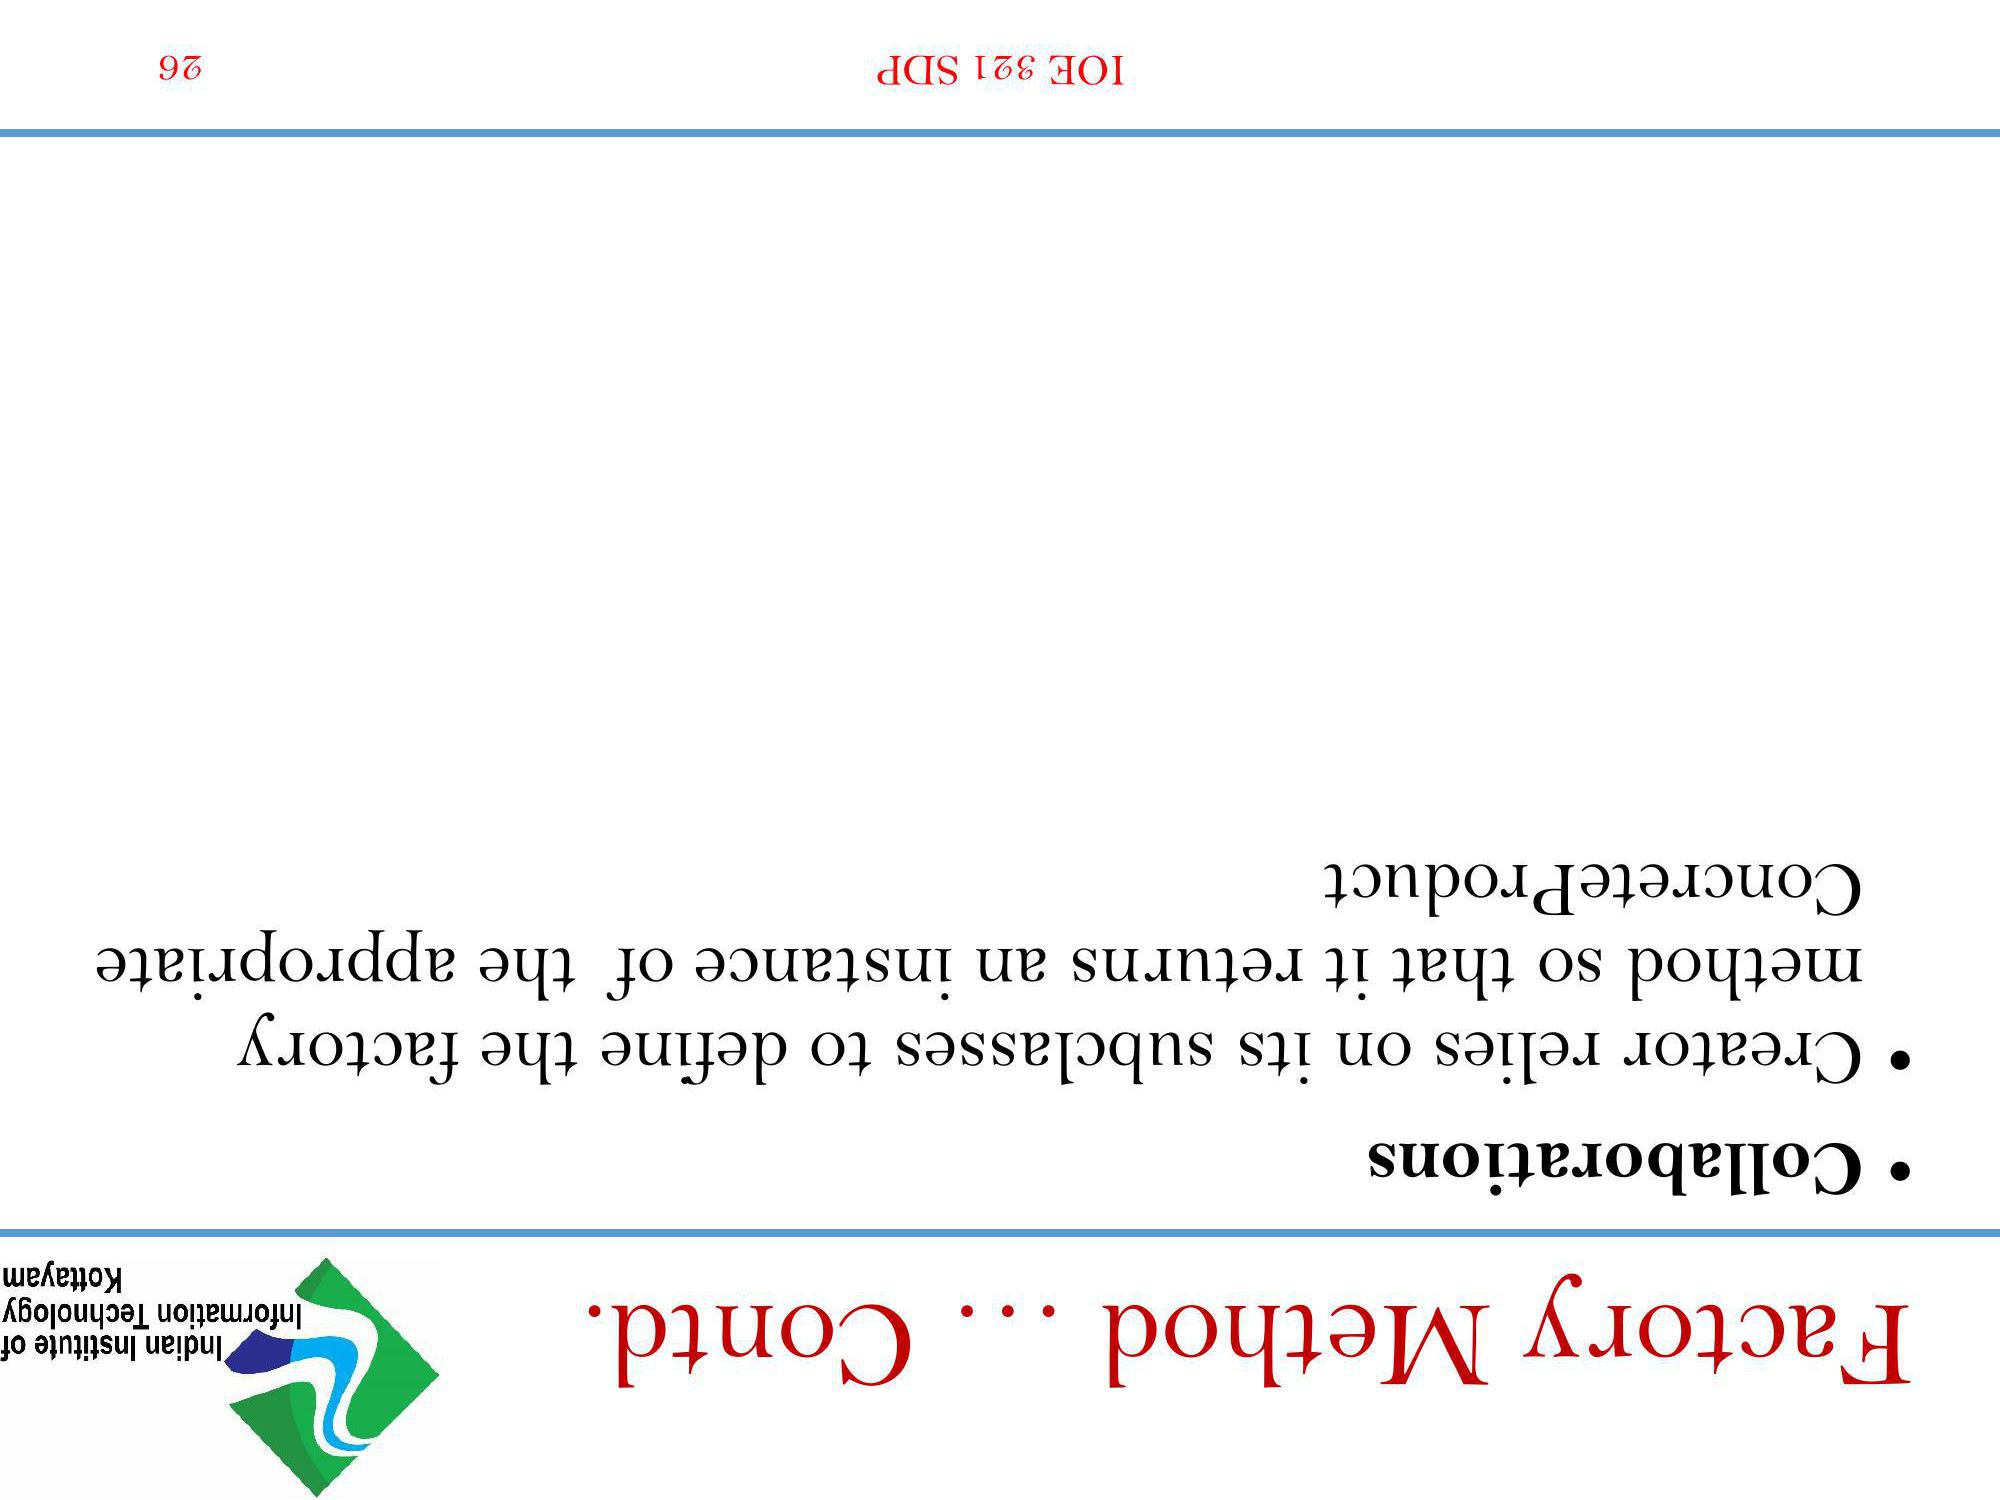 Factory Method … Contd.
Indian Institute of
Information Technology
Kottayam
• Collaborations
• Creator relies on its subclasses to define the factory
method so that it returns an instance of the appropriate
ConcreteProduct
IOE 321 SDP
26